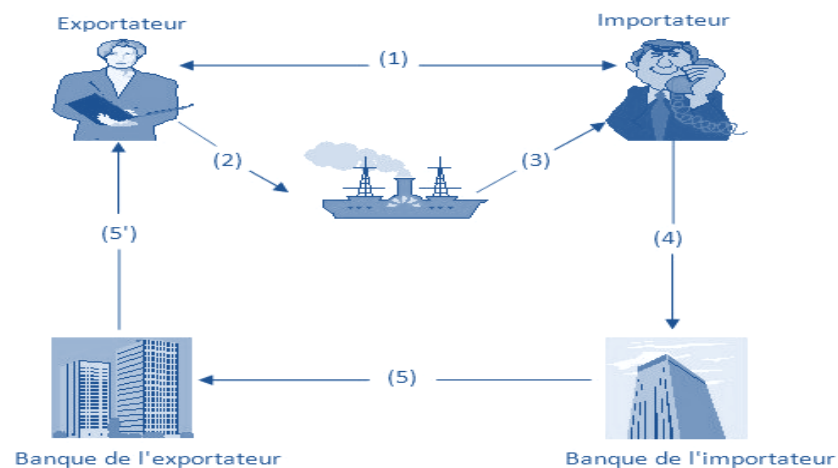 Exportateur
Importateur
(1)
(2)
(3)
(5')
(4)
(5)
Banque de l'exportateur
Banque de l'importateur